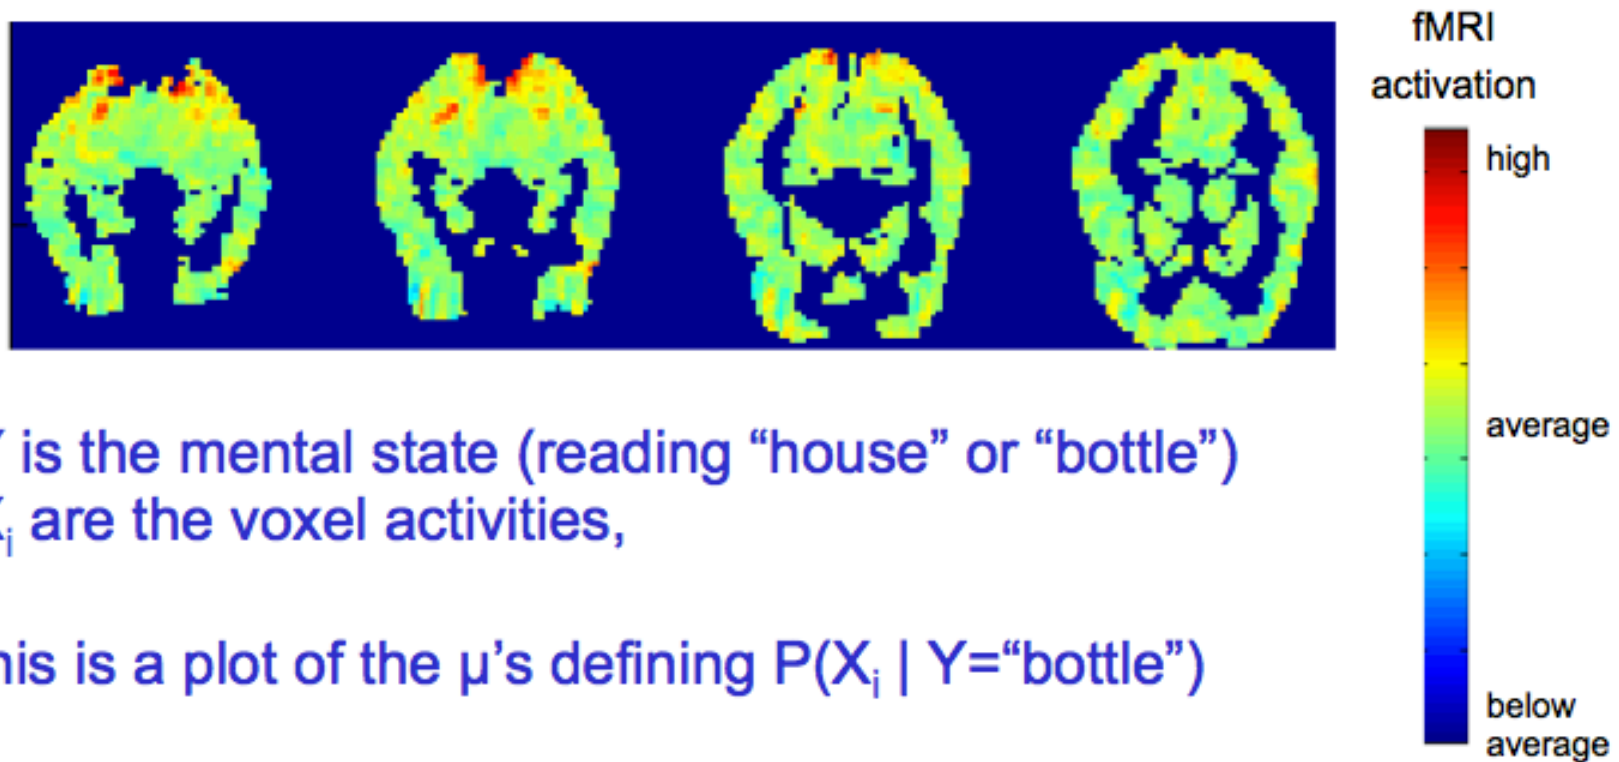 fMRI
activation
high
average
below
average
Y is the mental state (reading “house” or “bottle”)
Xi are the voxel activities,
his is a plot of the μ’s defining P(Xi | Y=“bottle”)